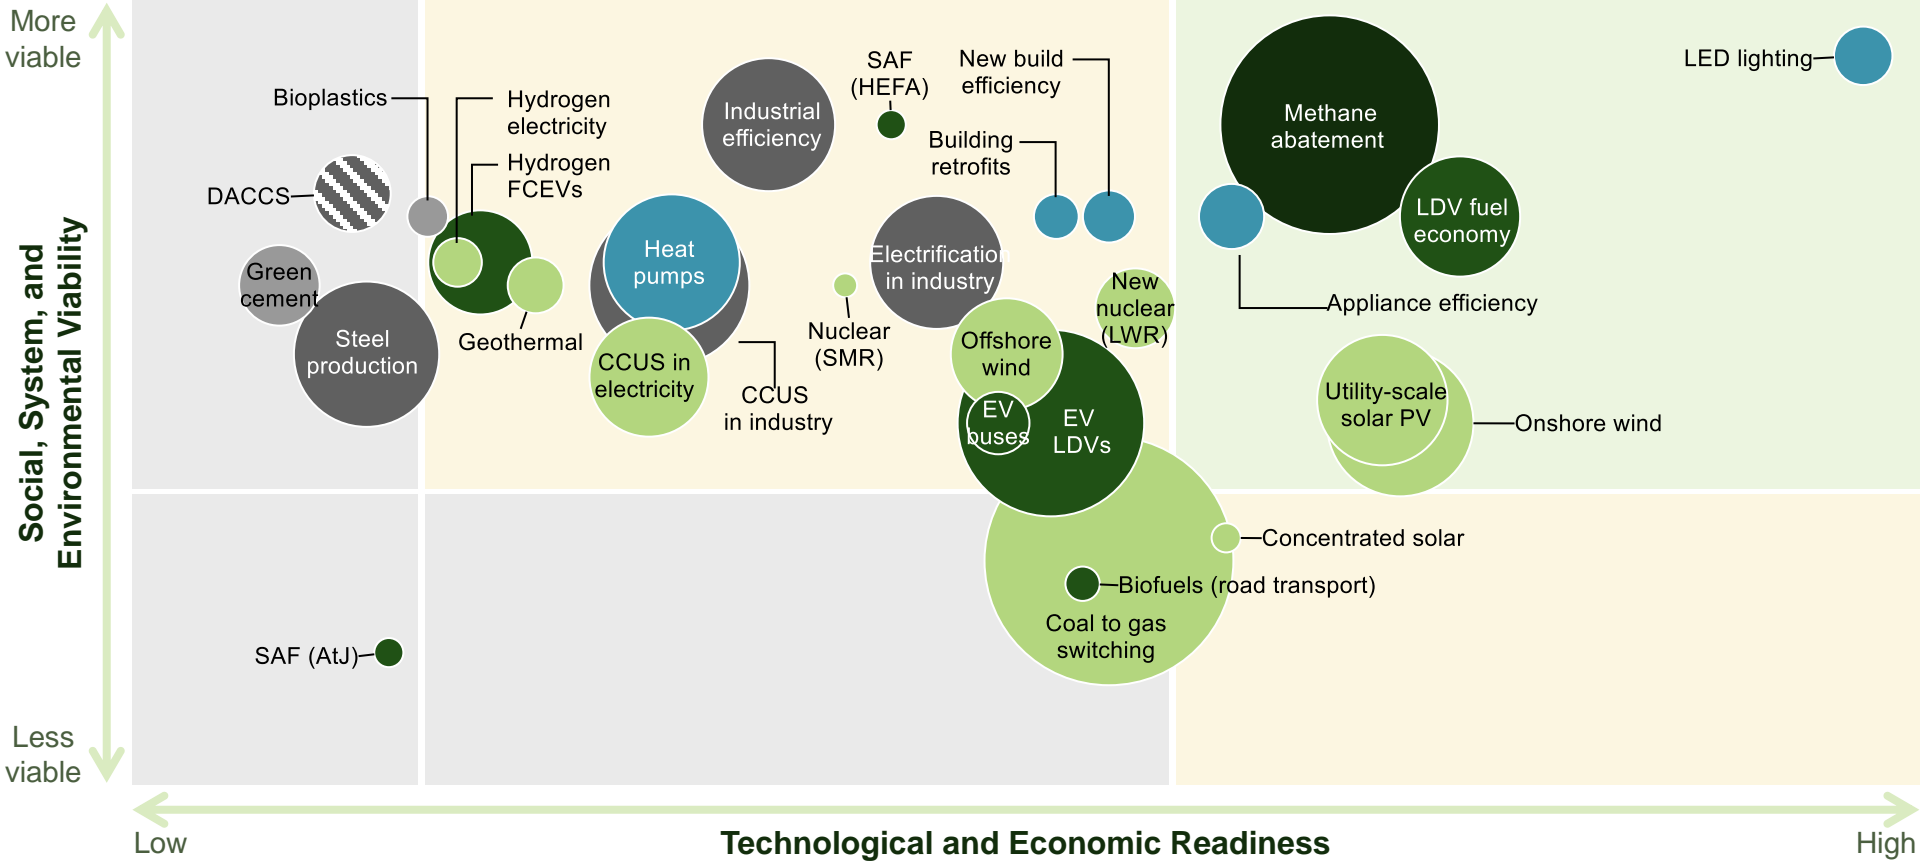 More
viable
Social, System, and
Environmental Viability
Less
viable
Bioplastics
Hydrogen
electricity
Hydrogen
FCEVs
DACCS
Green
cement
Steel
production
Geothermal
Industrial
efficiency
SAF
(HEFA)
New build
efficiency
Building
retrofits
Heat
pumps
Electrification
in industry
Nuclear
(SMR)
CCUS in
electricity
CCUS
in industry
New
nuclear
(LWR)
Offshore
wind
EV
buses
EV
LDVs
Methane
abatement
LED lighting
LDV fuel
economy
Appliance efficiency
Utility-scale
solar PV
Onshore wind
Concentrated solar
Biofuels (road transport)
Coal to gas
switching
SAF (AtJ)
Low
Technological and Economic Readiness
High